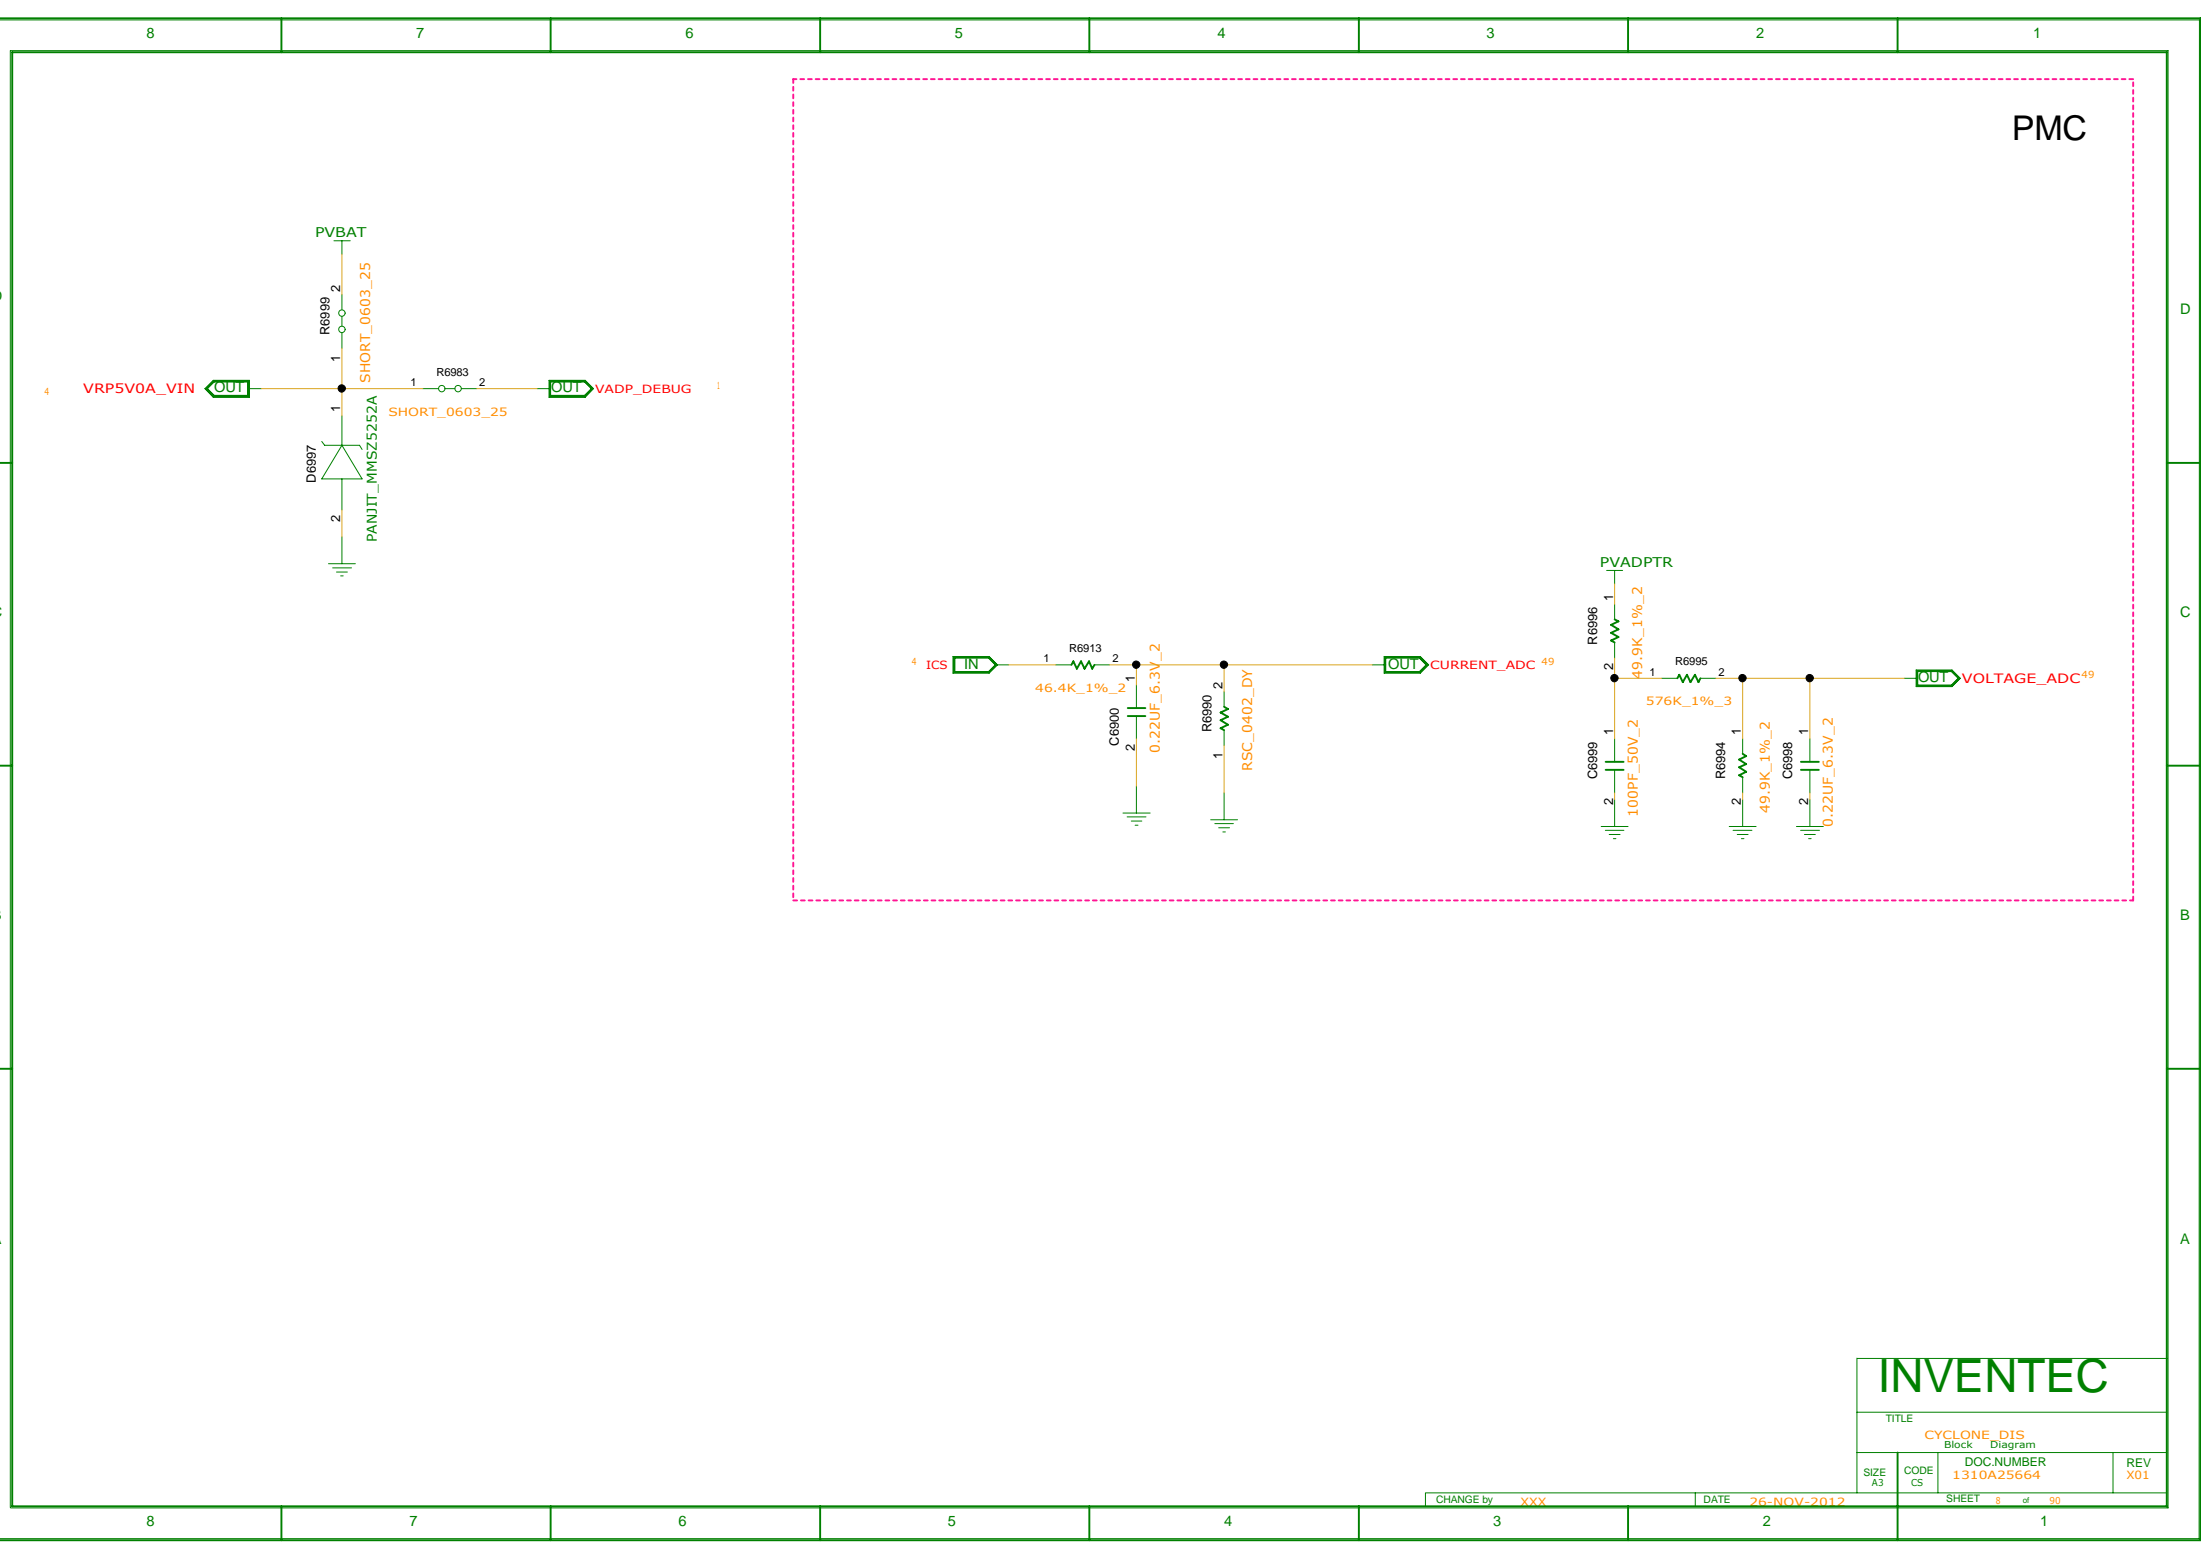 8 7 6 5 4 3 2 1
PMC
PVBAT
R6999
2
1
SHORT_0603_25
4 VRP5V0A_VIN OUT
1 R6983 2
SHORT_0603_25
OUT VADP_DEBUG 1
D6997
1
2
PANJIT_MMSZ5252A
4 ICS IN
1 R6913 2
46.4K_1%_2
C6900
1
2
0.22UF_6.3V_2
R6990
2
1
RSC_0402_DY
OUT CURRENT_ADC 49
PVADPTR
R6996
1
2
49.9K_1%_2
1 R6995 2
576K_1%_3
C6999
1
2
100PF_50V_2
R6994
1
2
49.9K_1%_2
C6998
1
2
0.22UF_6.3V_2
OUT VOLTAGE_ADC 49
D
C
B
A
INVENTEC
TITLE
CYCLONE_DIS
Block Diagram
SIZE
A3
CODE
CS
DOC.NUMBER
1310A25664
REV
X01
CHANGE by XXX
DATE 26-NOV-2012
SHEET 8 of 90
8 7 6 5 4 3 2 1